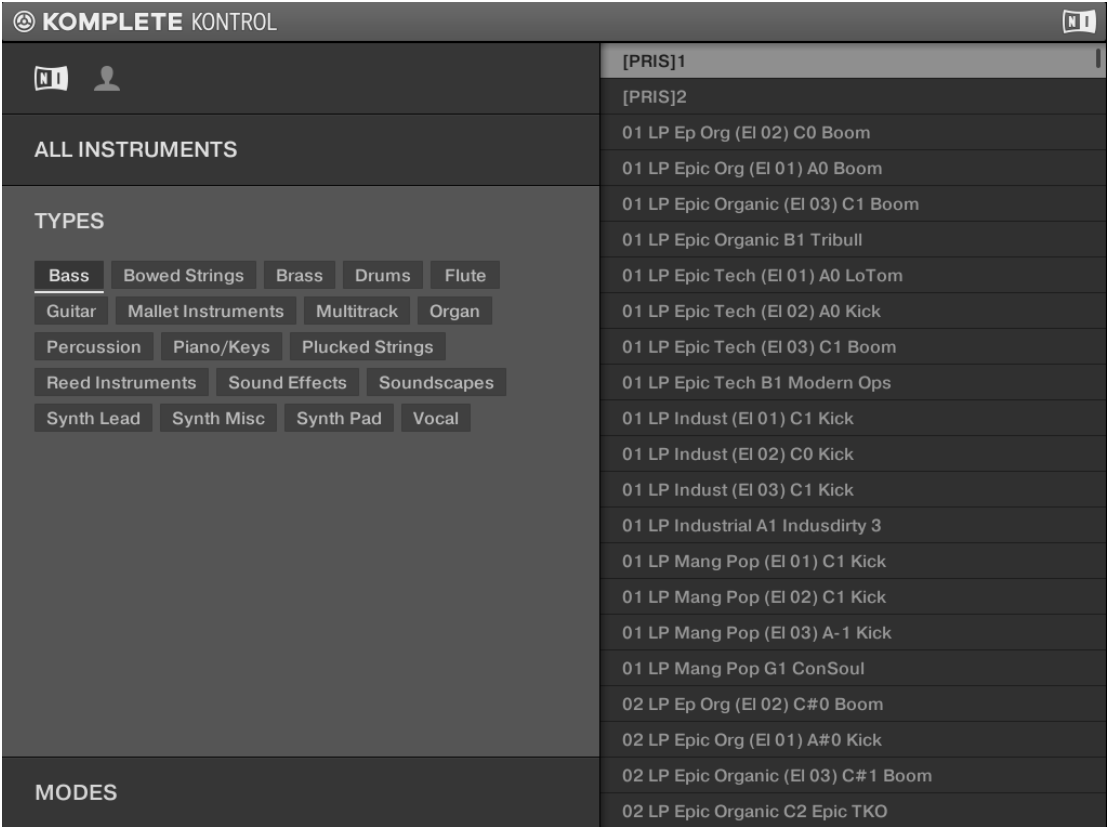 KOMPLETE KONTROL
NI
NI
ALL INSTRUMENTS
TYPES
Bass Bowed Strings Brass Drums Flute
Guitar Mallet Instruments Multitrack Organ
Percussion Piano/Keys Plucked Strings
Reed Instruments Sound Effects Soundscapes
Synth Lead Synth Misc Synth Pad Vocal
MODES
[PRIS]1
[PRIS]2
01 LP Ep Org (El 02) C0 Boom
01 LP Epic Org (El 01) A0 Boom
01 LP Epic Organic (El 03) C1 Boom
01 LP Epic Organic B1 Tribull
01 LP Epic Tech (El 01) A0 LoTom
01 LP Epic Tech (El 02) A0 Kick
01 LP Epic Tech (El 03) C1 Boom
01 LP Epic Tech B1 Modern Ops
01 LP Indust (El 01) C1 Kick
01 LP Indust (El 02) C0 Kick
01 LP Indust (El 03) C1 Kick
01 LP Industrial A1 Indusdirty 3
01 LP Mang Pop (El 01) C1 Kick
01 LP Mang Pop (El 02) C1 Kick
01 LP Mang Pop (El 03) A-1 Kick
01 LP Mang Pop G1 ConSoul
02 LP Ep Org (El 02) C#0 Boom
02 LP Epic Org (El 01) A#0 Kick
02 LP Epic Organic (El 03) C#1 Boom
02 LP Epic Organic C2 Epic TKO